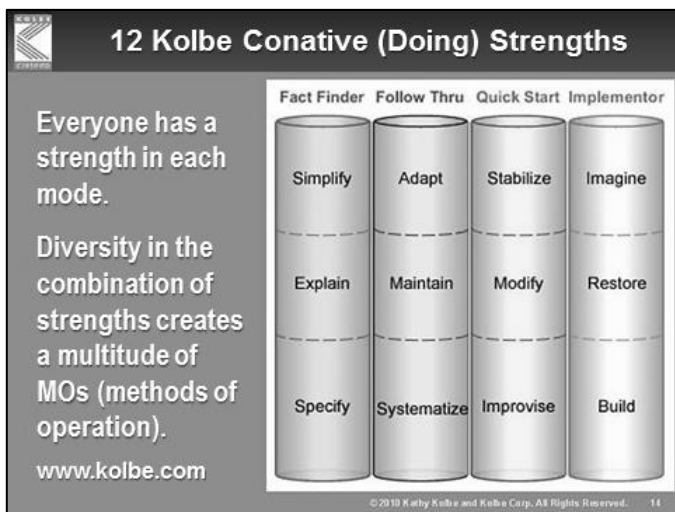 KOLBE
CERTIFIED
12 Kolbe Conative (Doing) Strengths
Everyone has a
strength in each
mode.
Diversity in the
combination of
strengths creates
a multitude of
MOs (methods of
operation).
www.kolbe.com
Fact Finder Follow Thru Quick Start Implementor
Simplify Adapt Stabilize Imagine
Explain Maintain Modify Restore
Specify Systematize Improvise Build
©2010 Kathy Kolbe and Kolbe Corp. All Rights Reserved. 14